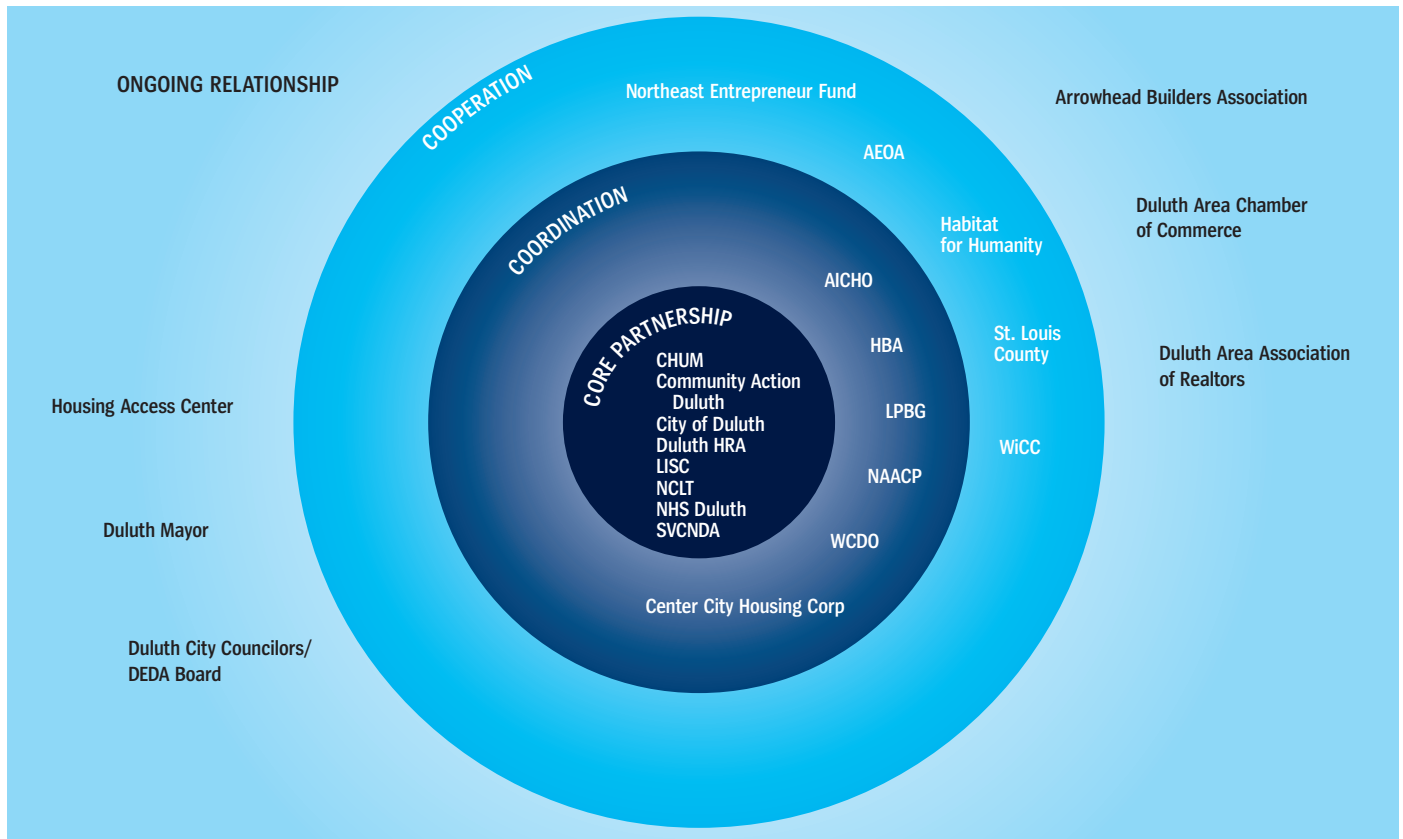 ONGOING RELATIONSHIP
COOPERATION
Northeast Entrepreneur Fund
AEOA
Habitat
for Humanity
St. Louis
County
WiCC
COORDINATION
AICHO
HBA
LPBG
NAACP
WCDO
Center City Housing Corp
CORE PARTNERSHIP
CHUM
Community Action
Duluth
City of Duluth
Duluth HRA
LISC
NCLT
NHS Duluth
SVCNDA
Arrowhead Builders Association
Duluth Area Chamber
of Commerce
Duluth Area Association
of Realtors
Housing Access Center
Duluth Mayor
Duluth City Councilors/
DEDA Board